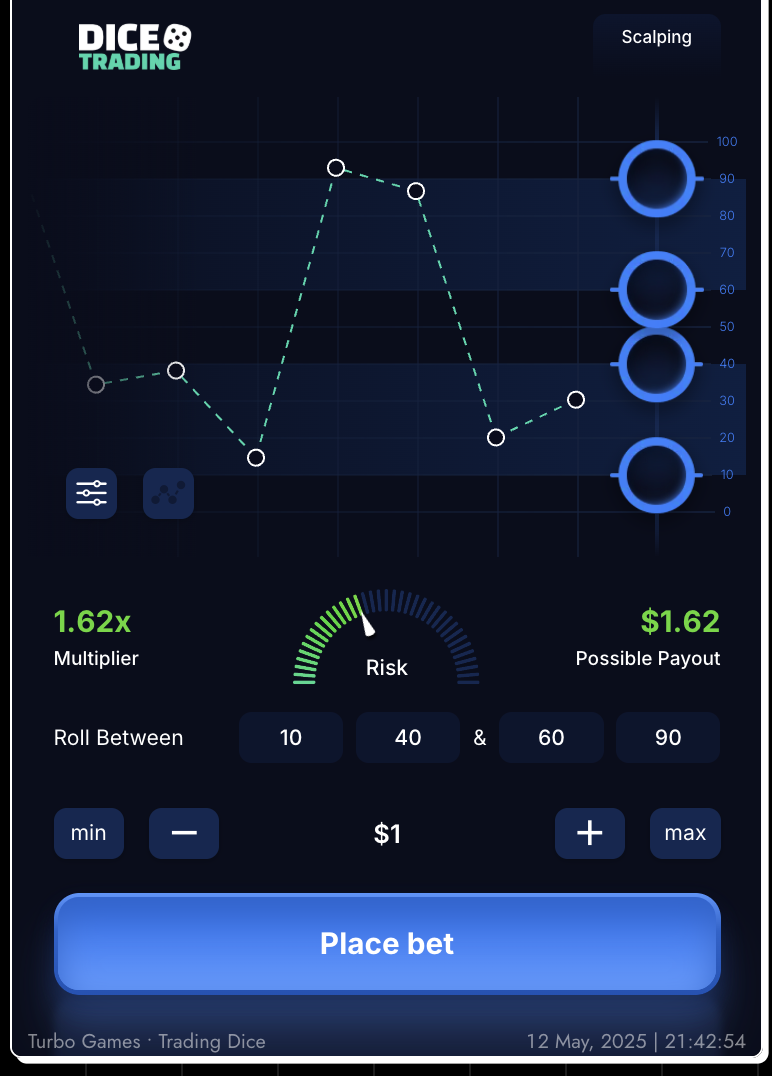 DICE
TRADING
Scalping
100
90
80
70
60
50
40
30
20
10
0
1.62x
Multiplier
Risk
$1.62
Possible Payout
Roll Between 10 40 & 60 90
min − $1 + max
Place bet
Turbo Games · Trading Dice 12 May, 2025 | 21:42:54